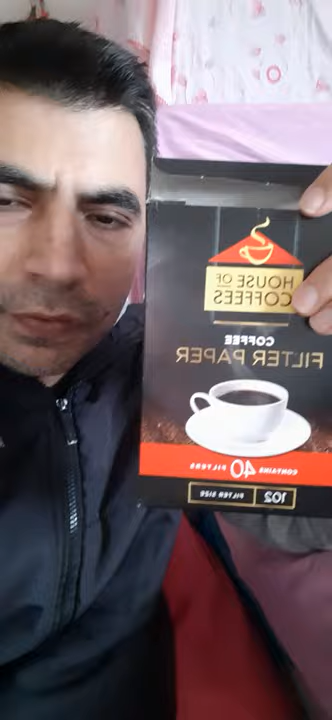 HOUSE OF
COFFEES
COFFEE
FILTER PAPER
CONTAINS 40 FILTERS
102 FILTER SIZE